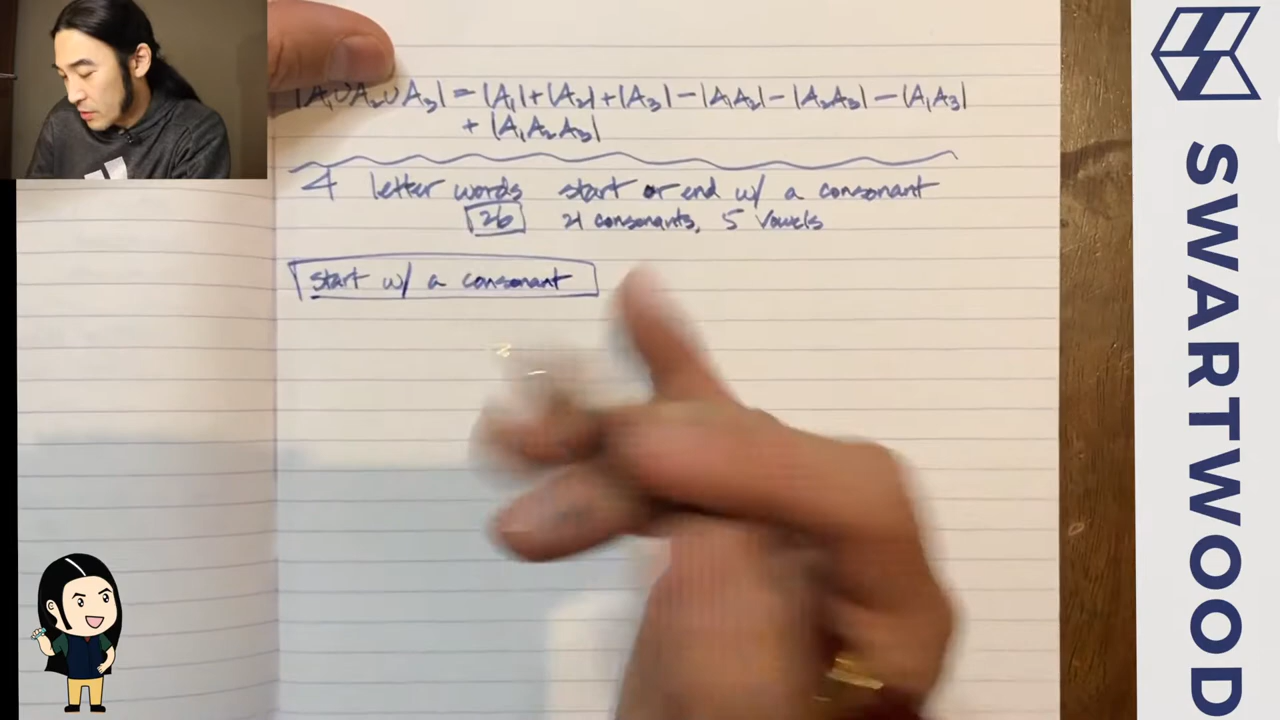 |A₁∪A₂∪A₃| = |A₁|+|A₂|+|A₃|-|A₁A₂|-|A₂A₃|-|A₁A₃|
+ |A₁A₂A₃|
4 letter words start or end w/ a consonant
26 21 consonants, 5 vowels
start w/ a consonant
SWARTWOOD